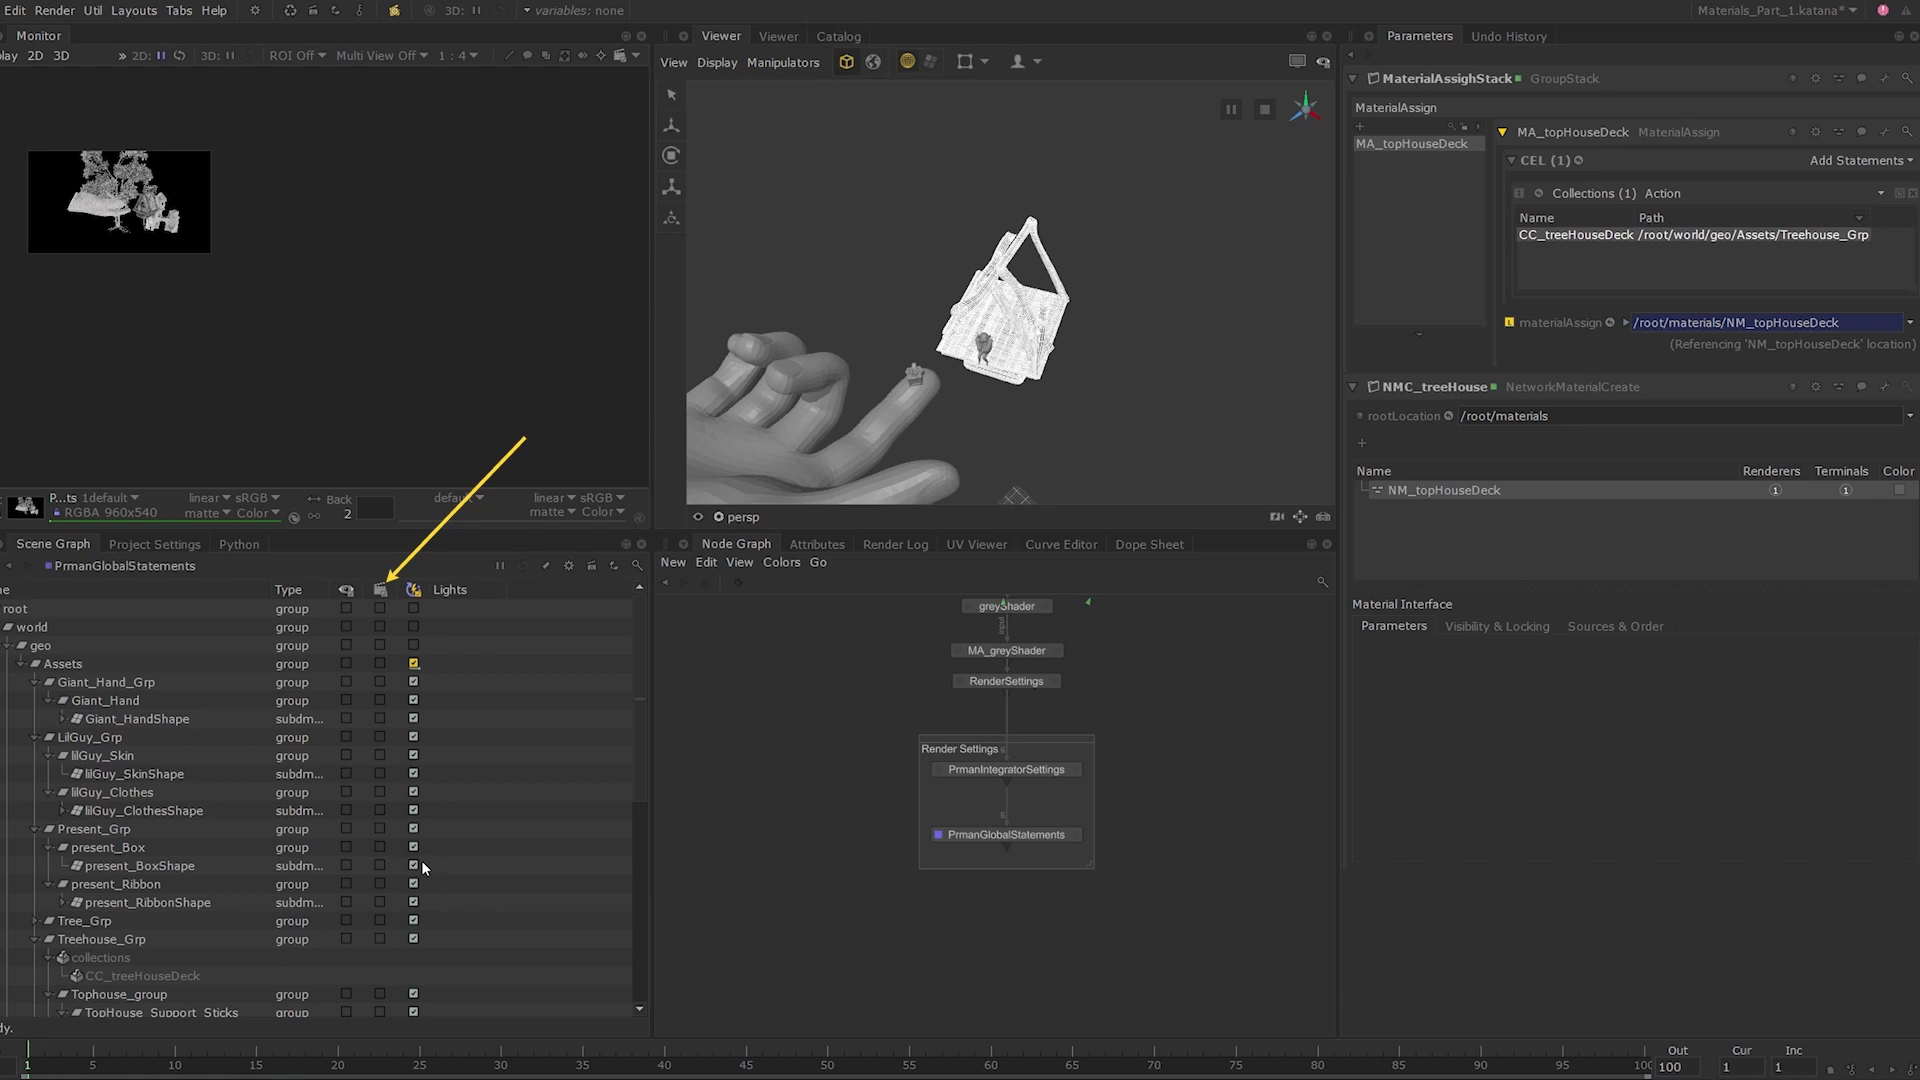 Edit Render Util Layouts Tabs Help 3D: variables: none Materials_Part_1.katana*
Monitor
play 2D 3D » 2D: 3D: ROI Off Multi View Off 1 : 4
P...ts 1default linear sRGB Back default linear sRGB
RGBA 960x540 matte Color 2 matte Color
Viewer Viewer Catalog
View Display Manipulators
persp
Parameters Undo History
MaterialAssighStack GroupStack
MaterialAssign
MA_topHouseDeck
MA_topHouseDeck MaterialAssign
CEL (1) Add Statements
Collections (1) Action
Name Path
CC_treeHouseDeck /root/world/geo/Assets/Treehouse_Grp
materialAssign /root/materials/NM_topHouseDeck
(Referencing 'NM_topHouseDeck' location)
NMC_treeHouse NetworkMaterialCreate
rootLocation /root/materials
Name Renderers Terminals Color
NM_topHouseDeck 1 1
Material Interface
Parameters Visibility & Locking Sources & Order
Scene Graph Project Settings Python
PrmanGlobalStatements
Type Lights
root group
world group
geo group
Assets group
Giant_Hand_Grp group
Giant_Hand group
Giant_HandShape subdm...
LilGuy_Grp group
lilGuy_Skin group
lilGuy_SkinShape subdm...
lilGuy_Clothes group
lilGuy_ClothesShape subdm...
Present_Grp group
present_Box group
present_BoxShape subdm...
present_Ribbon group
present_RibbonShape subdm...
Tree_Grp group
Treehouse_Grp group
collections
CC_treeHouseDeck
Tophouse_group group
TopHouse_Support_Sticks group
Node Graph Attributes Render Log UV Viewer Curve Editor Dope Sheet
New Edit View Colors Go
greyShader
input
MA_greyShader
RenderSettings
Render Settings
PrmanIntegratorSettings
PrmanGlobalStatements
1 5 10 15 20 25 30 35 40 45 50 55 60 65 70 75 80 85 90 95 100
Out Cur Inc
100 1 1